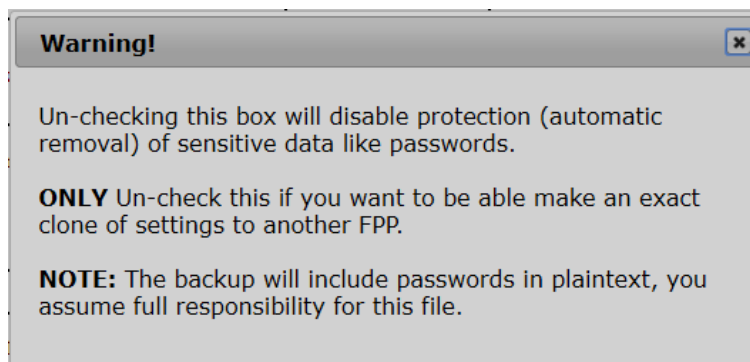 Warning!
Un-checking this box will disable protection (automatic
removal) of sensitive data like passwords.
ONLY Un-check this if you want to be able make an exact
clone of settings to another FPP.
NOTE: The backup will include passwords in plaintext, you
assume full responsibility for this file.